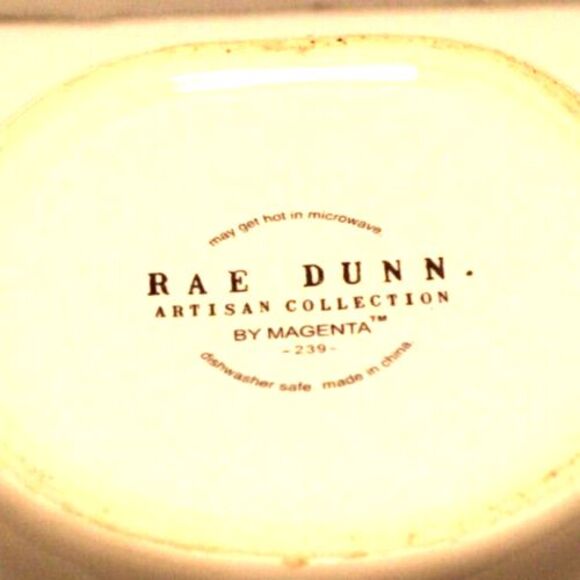 may get hot in microwave
RAE DUNN.
ARTISAN COLLECTION
BY MAGENTA™
-239-
dishwasher safe made in china